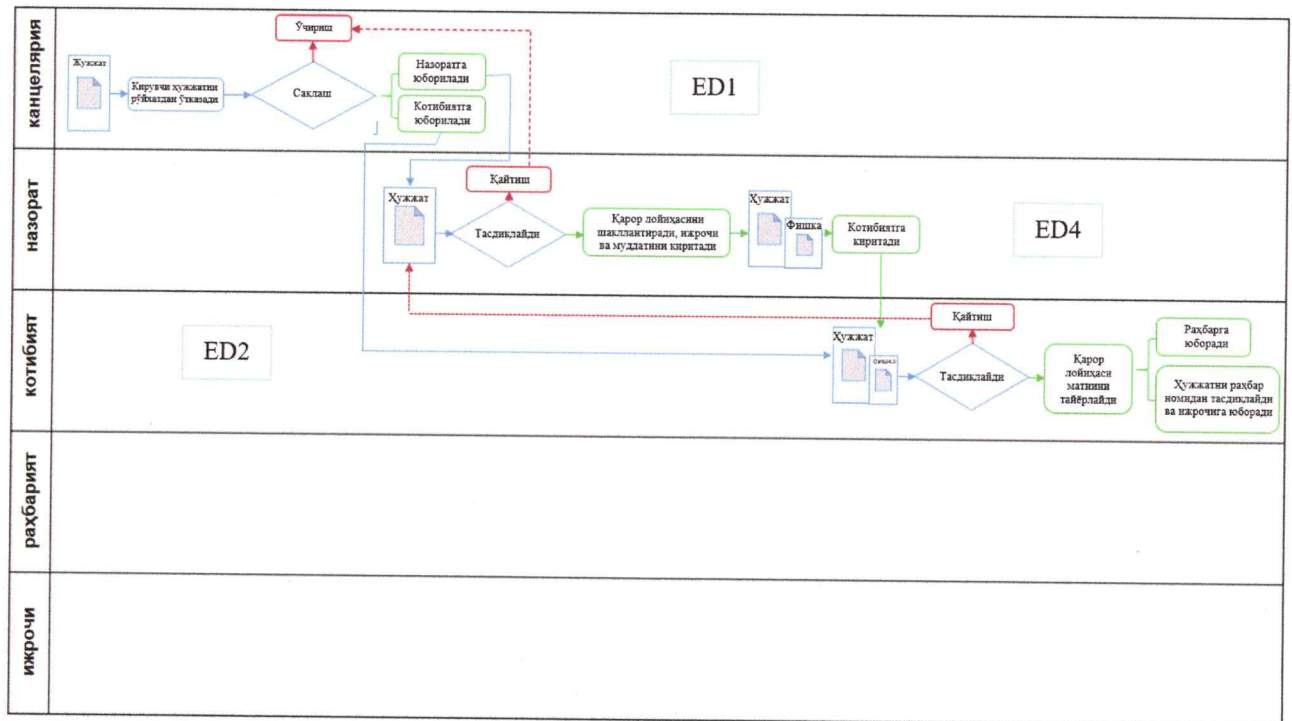 канцелярия
Жужжат
Кирувчи ҳужжатни
рўйхатдан ўтказади
Ўчириш
Сақлаш
Назоратга
юборилади
Котибиятга
юборилади
ED1
назорат
Ҳужжат
Қайтиш
Тасдиқлайди
Қарор лойиҳасини
шакллантиради, ижрочи
ва муддатини киритади
Ҳужжат
Фишка
Котибиятга
киритади
ED4
котибият
ED2
Ҳужжат
Фишка
Қайтиш
Тасдиқлайди
Қарор
лойиҳаси
матнини
тайёрлайди
Раҳбарга
юборади
Ҳужжатни раҳбар
номидан тасдиқлайди
ва ижрочига юборади
раҳбарият
ижрочи